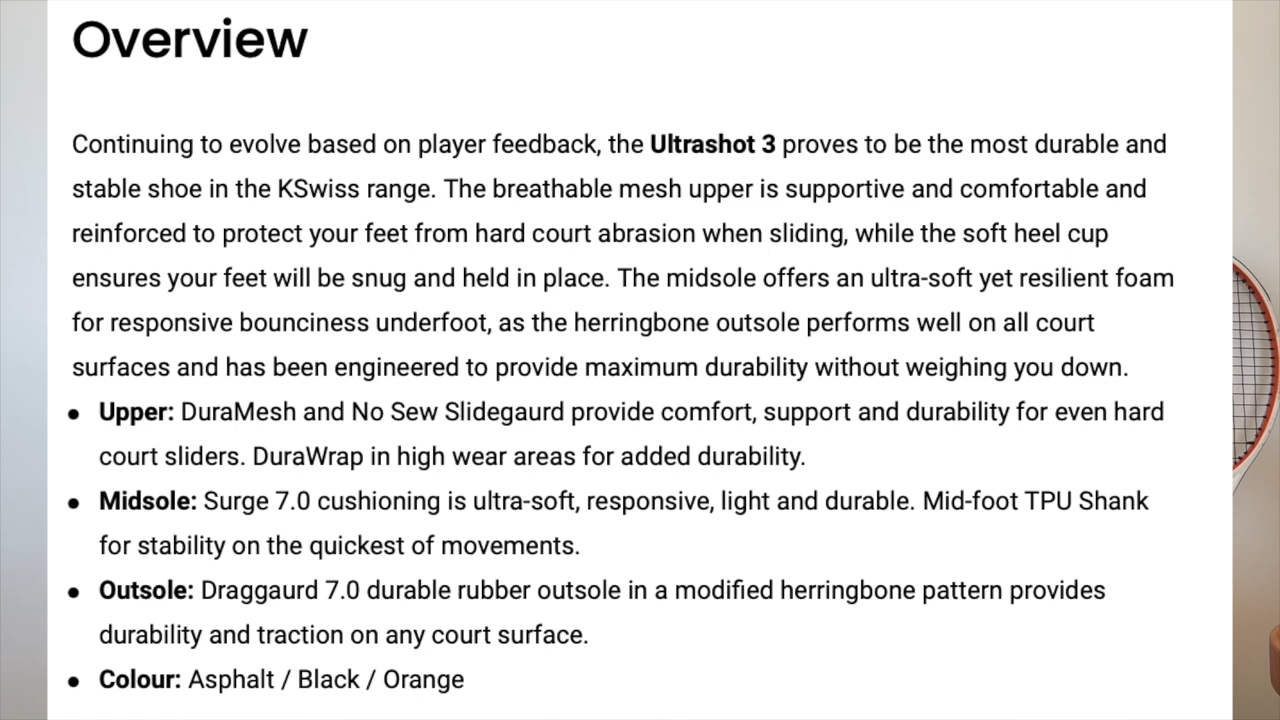 Overview
Continuing to evolve based on player feedback, the Ultrashot 3 proves to be the most durable and
stable shoe in the KSwiss range. The breathable mesh upper is supportive and comfortable and
reinforced to protect your feet from hard court abrasion when sliding, while the soft heel cup
ensures your feet will be snug and held in place. The midsole offers an ultra-soft yet resilient foam
for responsive bounciness underfoot, as the herringbone outsole performs well on all court
surfaces and has been engineered to provide maximum durability without weighing you down.
• Upper: DuraMesh and No Sew Slidegaurd provide comfort, support and durability for even hard
court sliders. DuraWrap in high wear areas for added durability.
• Midsole: Surge 7.0 cushioning is ultra-soft, responsive, light and durable. Mid-foot TPU Shank
for stability on the quickest of movements.
• Outsole: Draggaurd 7.0 durable rubber outsole in a modified herringbone pattern provides
durability and traction on any court surface.
• Colour: Asphalt / Black / Orange